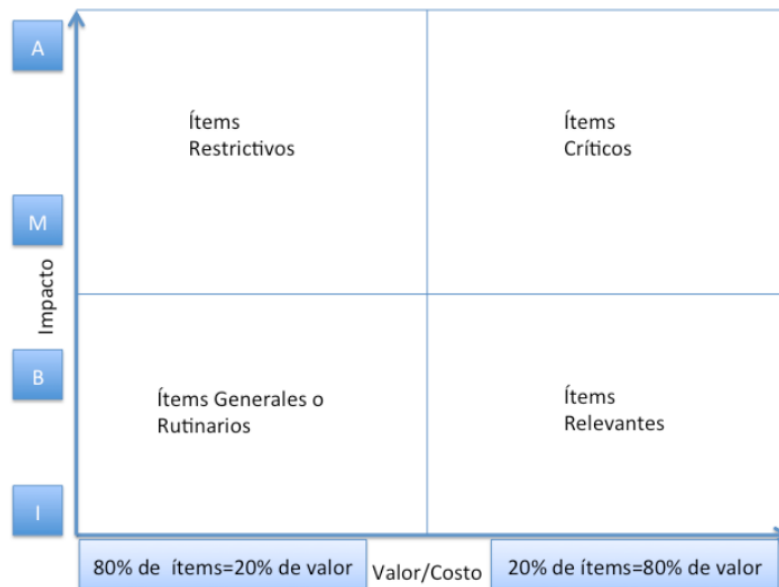 A
Ítems
Restrictivos
Ítems
Críticos
M
Impacto
B
Ítems Generales o
Rutinarios
Ítems
Relevantes
I
80% de ítems=20% de valor
Valor/Costo
20% de ítems=80% de valor